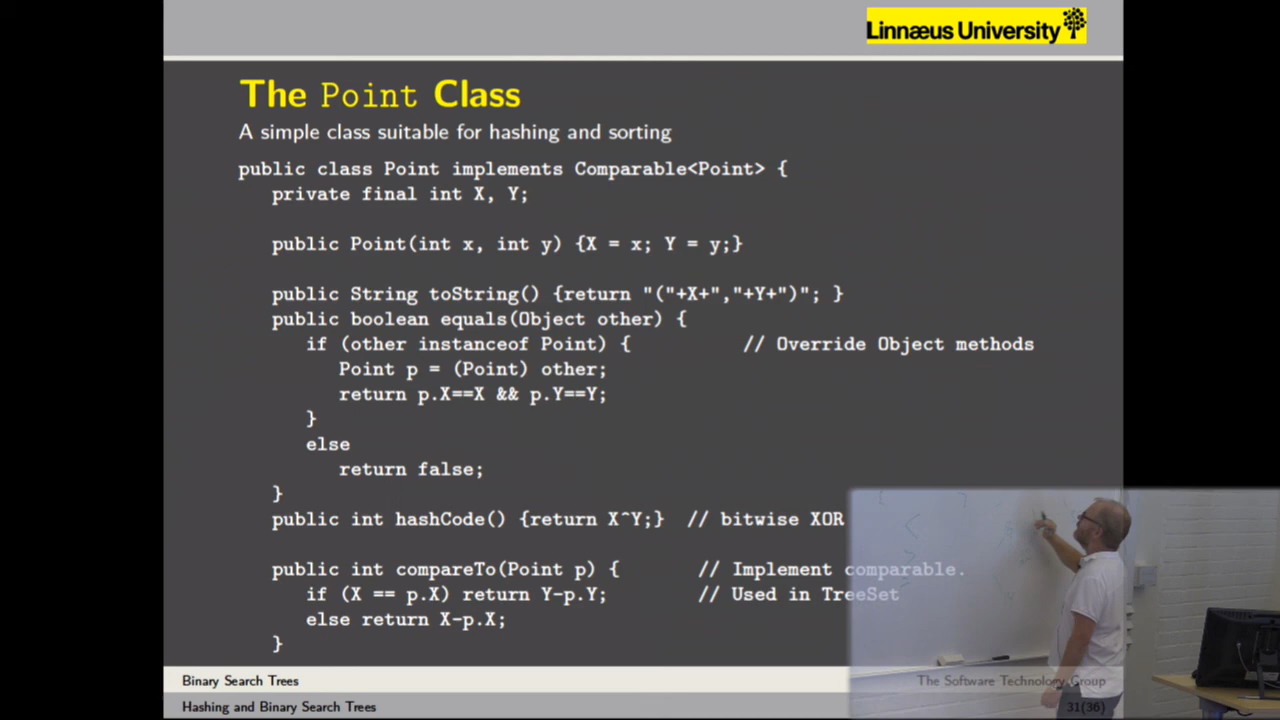 Linnæus University
The Point Class
A simple class suitable for hashing and sorting
public class Point implements Comparable<Point> {
private final int X, Y;
public Point(int x, int y) {X = x; Y = y;}
public String toString() {return "("+X+","+Y+")"; }
public boolean equals(Object other) {
if (other instanceof Point) { // Override Object methods
Point p = (Point) other;
return p.X==X && p.Y==Y;
}
else
return false;
}
public int hashCode() {return X^Y;} // bitwise XOR
public int compareTo(Point p) { // Implement comparable.
if (X == p.X) return Y-p.Y; // Used in TreeSet
else return X-p.X;
}
Binary Search Trees The Software Technology Group
Hashing and Binary Search Trees 31(36)